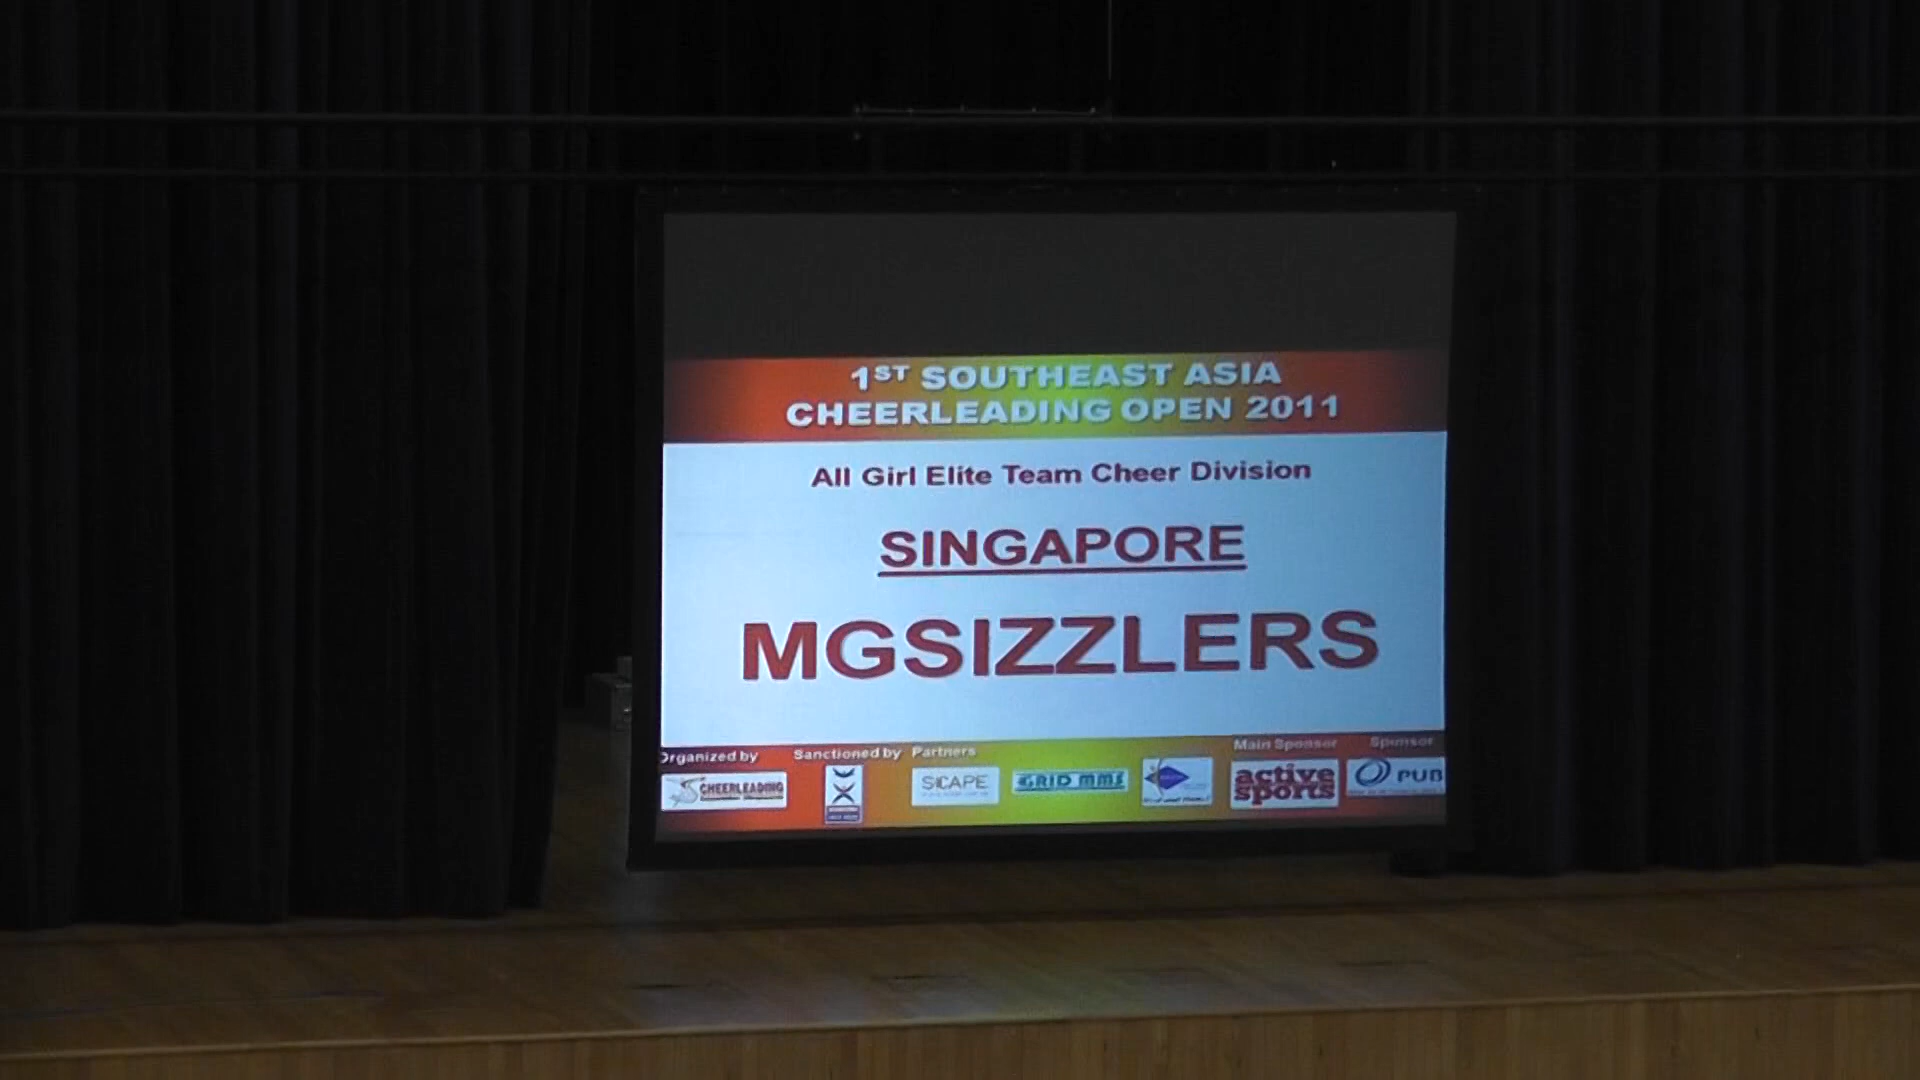 1ST SOUTHEAST ASIA
CHEERLEADING OPEN 2011
All Girl Elite Team Cheer Division
SINGAPORE
MGSIZZLERS
Organized by Sanctioned by Partners Main Sponsor Sponsor
CHEERLEADING
SCAPE
GRID MMS
active
sports
PUB